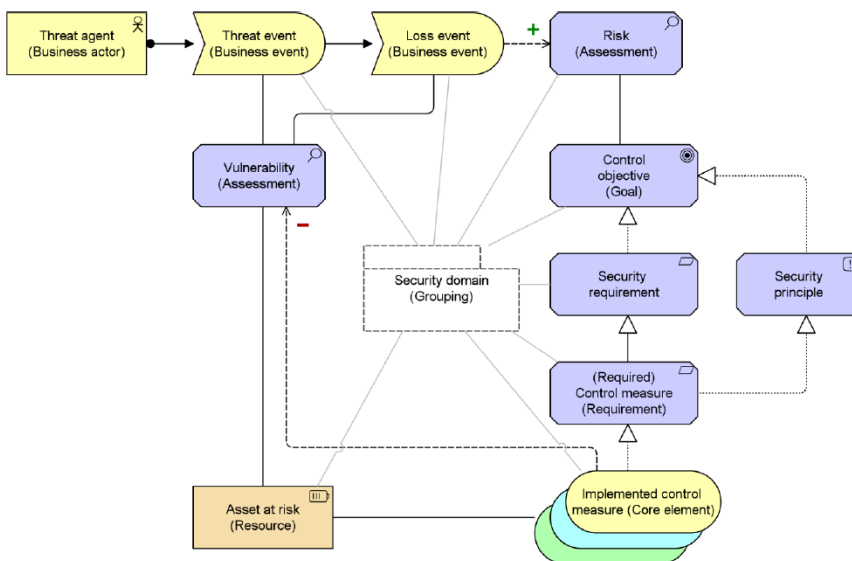 Threat agent
(Business actor)
Threat event
(Business event)
Loss event
(Business event)
+
Risk
(Assessment)
Vulnerability
(Assessment)
Control
objective
(Goal)
–
Security domain
(Grouping)
Security
requirement
Security
principle
(Required)
Control measure
(Requirement)
Asset at risk
(Resource)
Implemented control
measure (Core element)